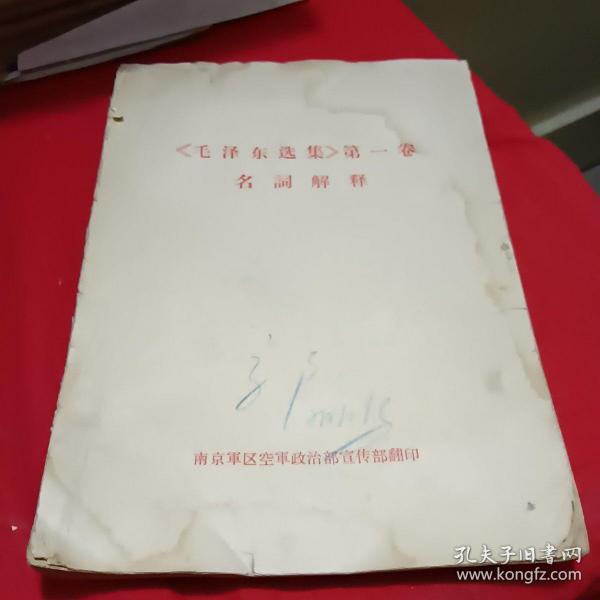 《毛泽东选集》第一卷
名詞解释
南京軍区空軍政治部宣传部翻印
孔夫子旧書网
www.kongfz.com